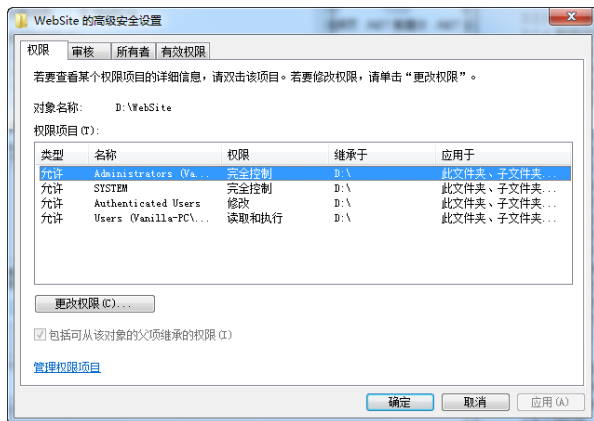 WebSite 的高级安全设置
权限 审核 所有者 有效权限
若要查看某个权限项目的详细信息，请双击该项目。若要修改权限，请单击“更改权限”。
对象名称: D:\WebSite
权限项目(T):
类型 名称 权限 继承于 应用于
允许 Administrators (Va... 完全控制 D:\ 此文件夹、子文件夹...
允许 SYSTEM 完全控制 D:\ 此文件夹、子文件夹...
允许 Authenticated Users 修改 D:\ 此文件夹、子文件夹...
允许 Users (Vanilla-PC\... 读取和执行 D:\ 此文件夹、子文件夹...
更改权限(C)...
包括可从该对象的父项继承的权限(I)
管理权限项目
确定 取消 应用(A)